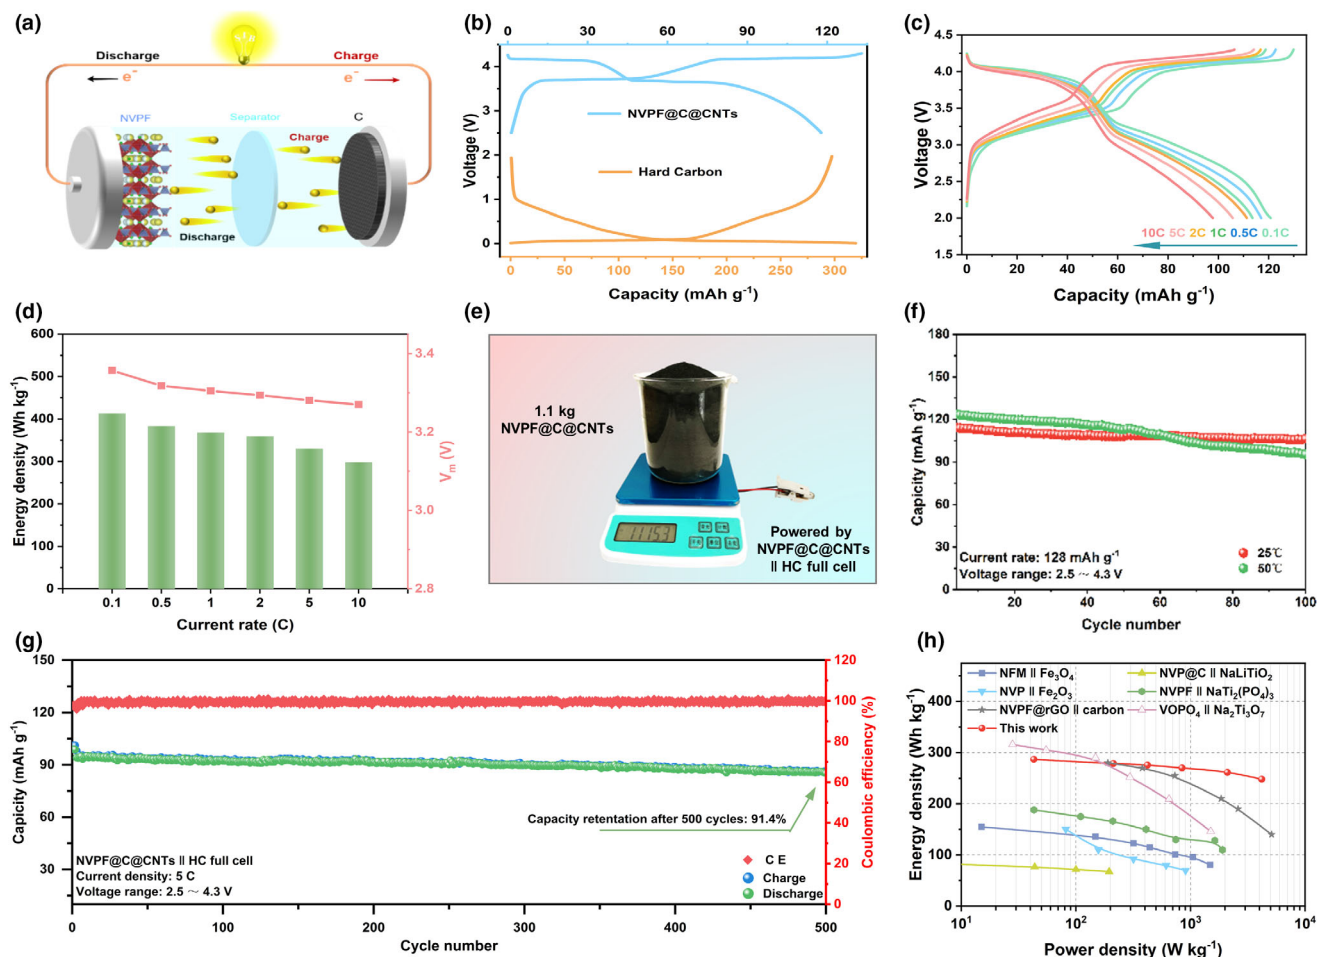 (a)
Discharge
Charge
e-
e-
NVPF
Separator
C
Charge
Discharge
(b)
0 30 60 90 120
Voltage (V)
4
2
0
NVPF@C@CNTs
Hard Carbon
0 50 100 150 200 250 300
Capacity (mAh g⁻¹)
(c)
Voltage (V)
4.5
4.0
3.5
3.0
2.5
2.0
1.5
10C 5C 2C 1C 0.5C 0.1C
0 20 40 60 80 100 120
Capacity (mAh g⁻¹)
(d)
Energy density (Wh kg⁻¹)
600
500
400
300
200
100
0
3.4
3.2
3.0
2.8
Vm (V)
0.1 0.5 1 2 5 10
Current rate (C)
(e)
1.1 kg
NVPF@C@CNTs
11153
Powered by
NVPF@C@CNTs
‖ HC full cell
(f)
Capicity (mAh g⁻¹)
180
150
120
90
60
30
0
Current rate: 128 mAh g⁻¹
Voltage range: 2.5 ~ 4.3 V
25℃
50℃
20 40 60 80 100
Cycle number
(g)
Capicity (mAh g⁻¹)
150
120
90
60
30
120
100
80
60
40
20
0
Coulombic efficiency (%)
Capacity retention after 500 cycles: 91.4%
NVPF@C@CNTs ‖ HC full cell
Current density: 5 C
Voltage range: 2.5 ~ 4.3 V
C E
Charge
Discharge
0 50 100 150 200 250 300 350 400 450 500
Cycle number
(h)
Energy density (Wh kg⁻¹)
400
300
200
100
0
NFM ‖ Fe₃O₄
NVP@C ‖ NaLiTiO₂
NVP ‖ Fe₂O₃
NVPF ‖ NaTi₂(PO₄)₃
NVPF@rGO ‖ carbon
VOPO₄ ‖ Na₂Ti₃O₇
This work
10¹ 10² 10³ 10⁴
Power density (W kg⁻¹)